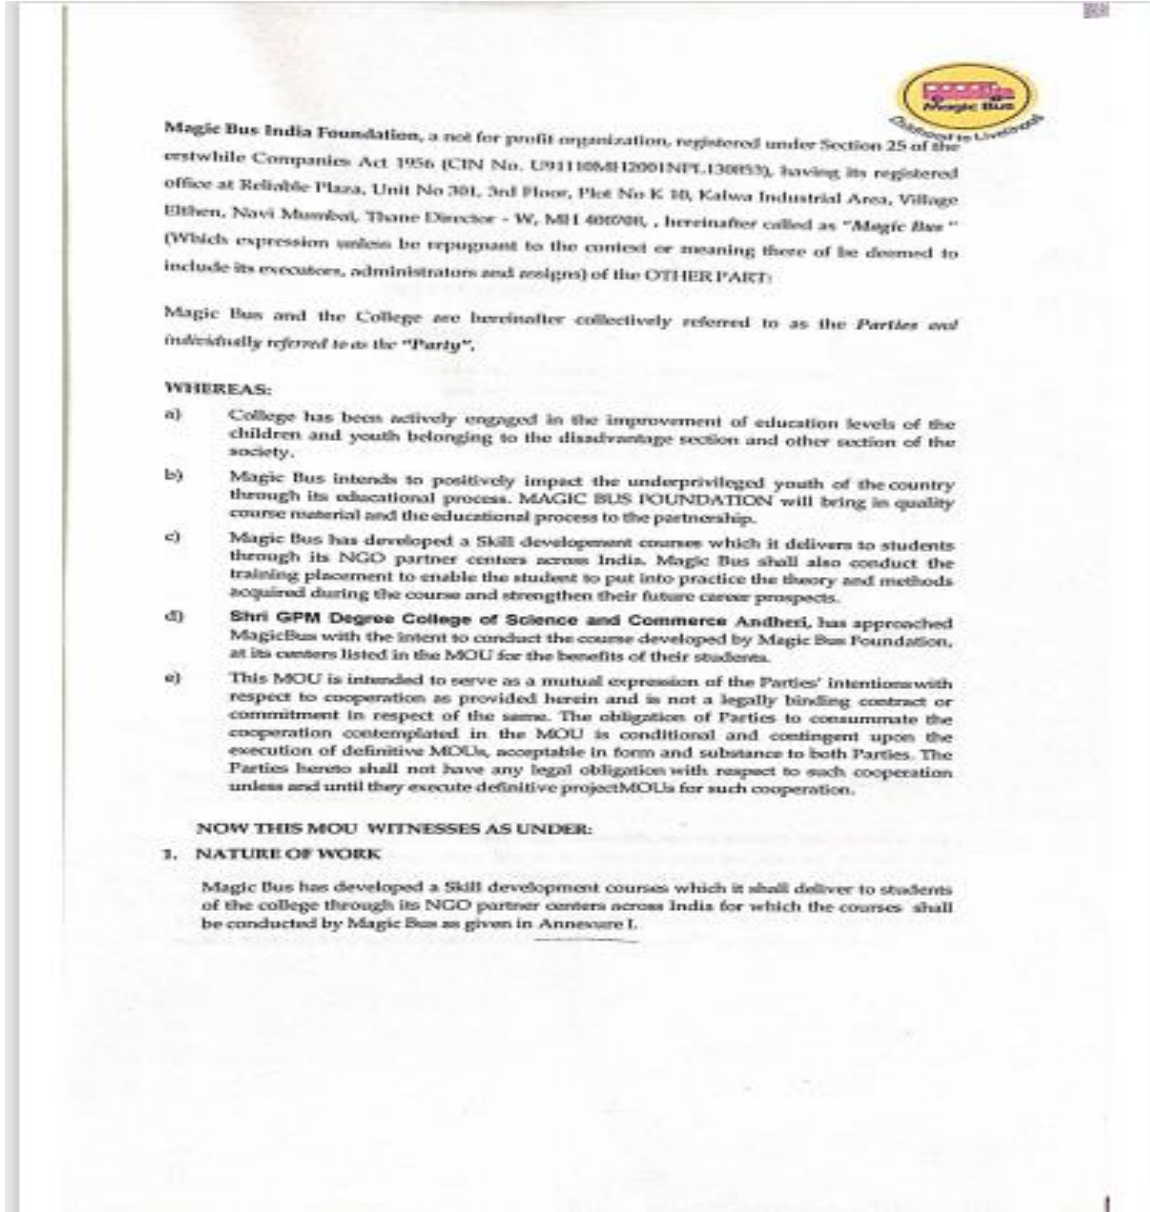 Magic Bus
Childhood to Livelihood
Magic Bus India Foundation, a not for profit organization, registered under Section 25 of the
erstwhile Companies Act 1956 (CIN No. U91110MH2001NPL130853), having its registered
office at Reliable Plaza, Unit No 301, 3rd Floor, Plot No K 10, Kalwa Industrial Area, Village
Elthen, Navi Mumbai, Thane Director - W, MH 400708, , hereinafter called as "Magic Bus "
(Which expression unless be repugnant to the context or meaning there of be deemed to
include its executors, administrators and assigns) of the OTHER PART:
Magic Bus and the College are hereinafter collectively referred to as the Parties and
individually referred to as the "Party".
WHEREAS:
a) College has been actively engaged in the improvement of education levels of the
children and youth belonging to the disadvantage section and other section of the
society.
b) Magic Bus intends to positively impact the underprivileged youth of the country
through its educational process. MAGIC BUS FOUNDATION will bring in quality
course material and the educational process to the partnership.
c) Magic Bus has developed a Skill development courses which it delivers to students
through its NGO partner centers across India. Magic Bus shall also conduct the
training placement to enable the student to put into practice the theory and methods
acquired during the course and strengthen their future career prospects.
d) Shri GPM Degree College of Science and Commerce Andheri, has approached
MagicBus with the intent to conduct the course developed by Magic Bus Foundation,
at its centers listed in the MOU for the benefits of their students.
e) This MOU is intended to serve as a mutual expression of the Parties' intentions with
respect to cooperation as provided herein and is not a legally binding contract or
commitment in respect of the same. The obligation of Parties to consummate the
cooperation contemplated in the MOU is conditional and contingent upon the
execution of definitive MOUs, acceptable in form and substance to both Parties. The
Parties hereto shall not have any legal obligation with respect to such cooperation
unless and until they execute definitive projectMOUs for such cooperation.
NOW THIS MOU WITNESSES AS UNDER:
1. NATURE OF WORK
Magic Bus has developed a Skill development courses which it shall deliver to students
of the college through its NGO partner centers across India for which the courses shall
be conducted by Magic Bus as given in Annexure I.